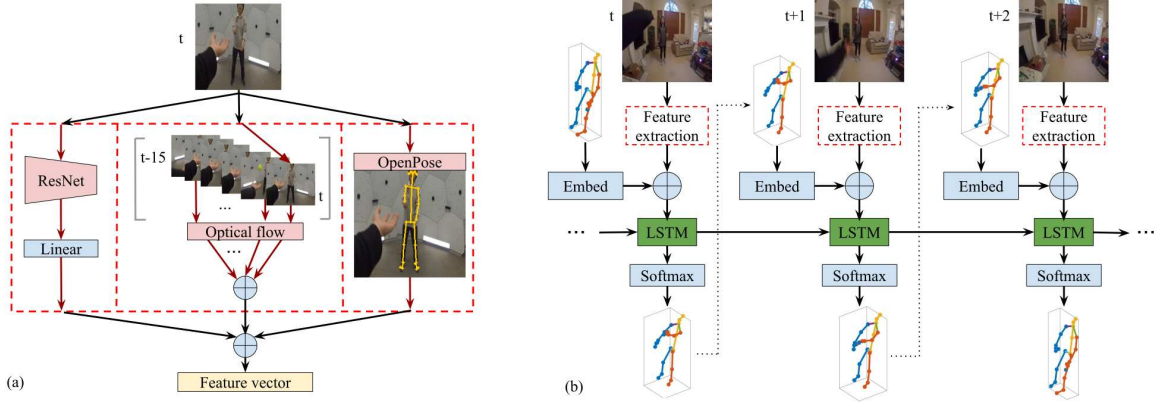 t
ResNet
Linear
t-15
...
t
Optical flow
...
OpenPose
Feature vector
(a)
t
t+1
t+2
Feature
extraction
Feature
extraction
Feature
extraction
Embed
Embed
Embed
...
LSTM
LSTM
LSTM
...
Softmax
Softmax
Softmax
(b)